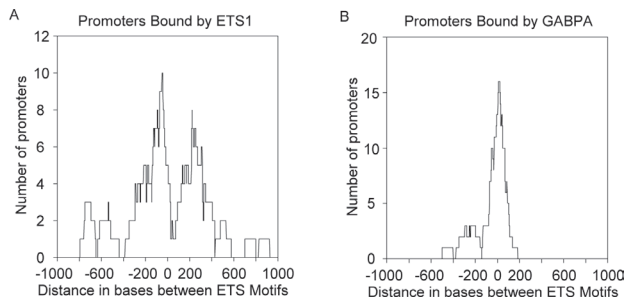 A
Promoters Bound by ETS1
Number of promoters
12
10
8
6
4
2
0
-1000 -600 -200 0 200 600 1000
Distance in bases between ETS Motifs
B
Promoters Bound by GABPA
Number of promoters
20
15
10
5
0
-1000 -600 -200 0 200 600 1000
Distance in bases between ETS Motifs